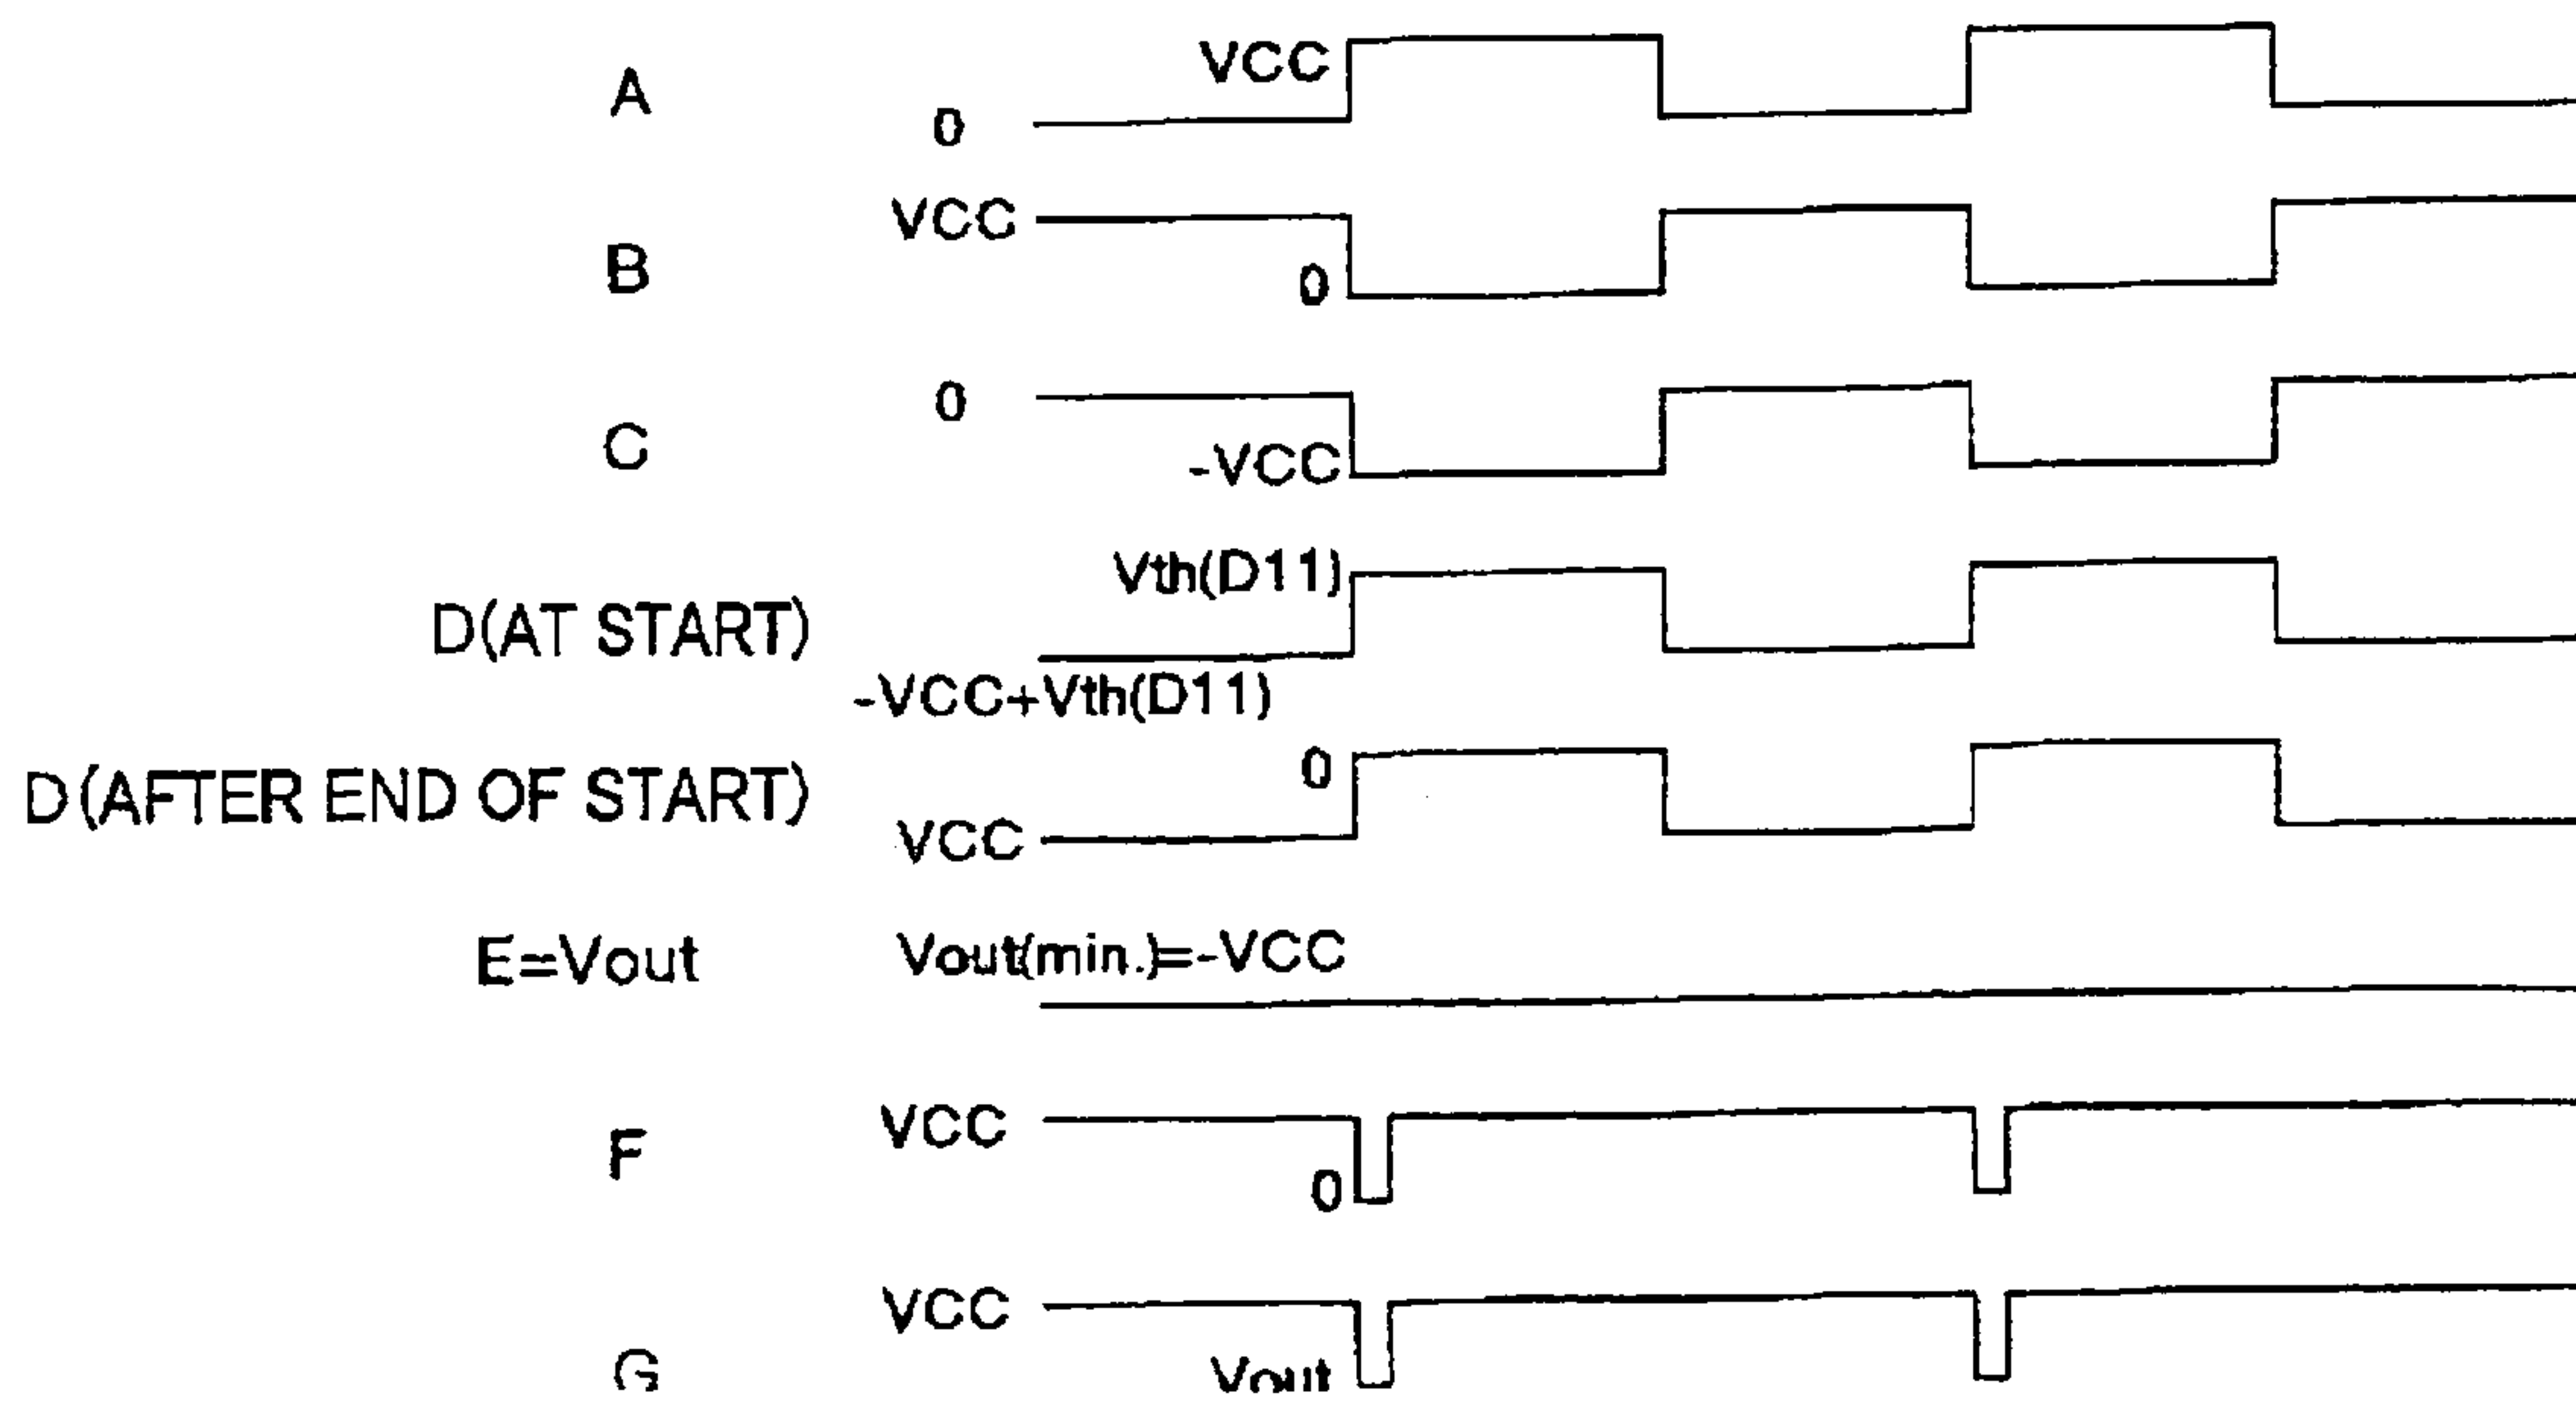 VCC
A
0
VCC
B
0
0
C
-VCC
Vth(D11)
D(AT START)
-VCC+Vth(D11)
0
D(AFTER END OF START)
VCC
E=Vout
Vout(min.)=-VCC
VCC
F
0
VCC
G
Vout